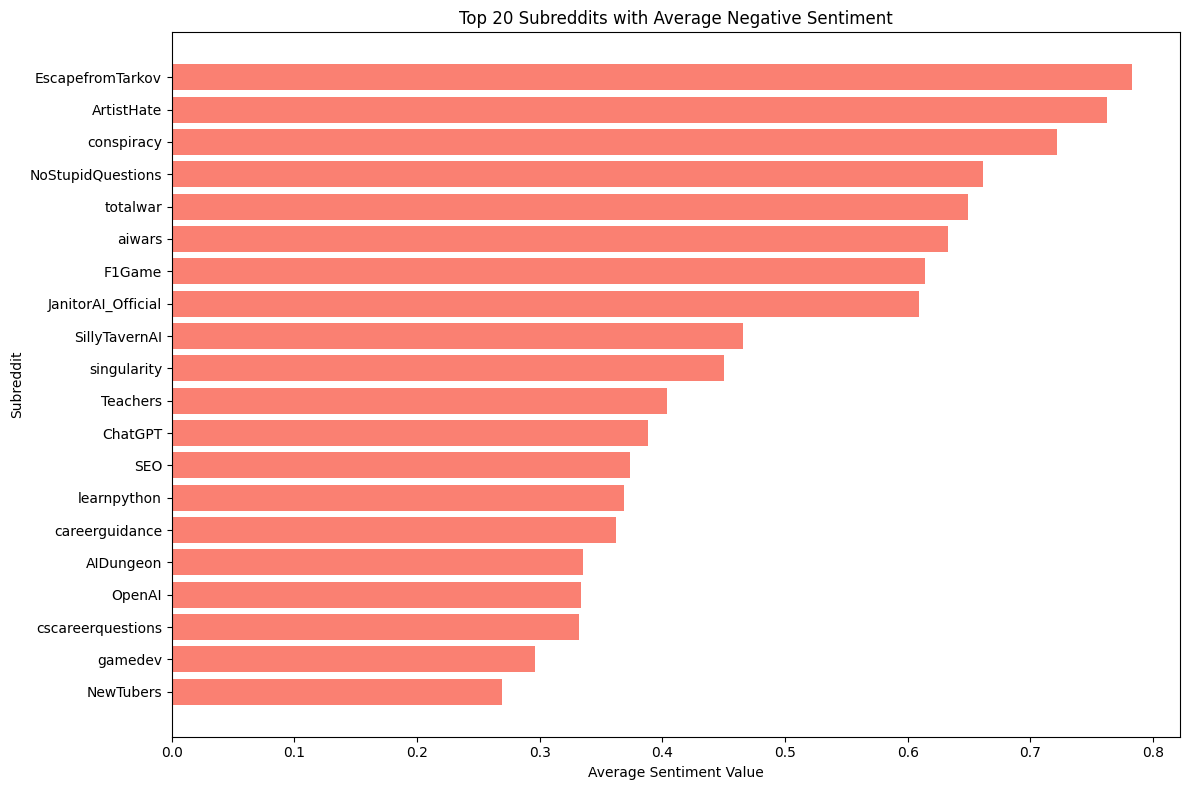 Top 20 Subreddits with Average Negative Sentiment
Subreddit
EscapefromTarkov
ArtistHate
conspiracy
NoStupidQuestions
totalwar
aiwars
F1Game
JanitorAI_Official
SillyTavernAI
singularity
Teachers
ChatGPT
SEO
learnpython
careerguidance
AIDungeon
OpenAI
cscareerquestions
gamedev
NewTubers
0.0 0.1 0.2 0.3 0.4 0.5 0.6 0.7 0.8
Average Sentiment Value